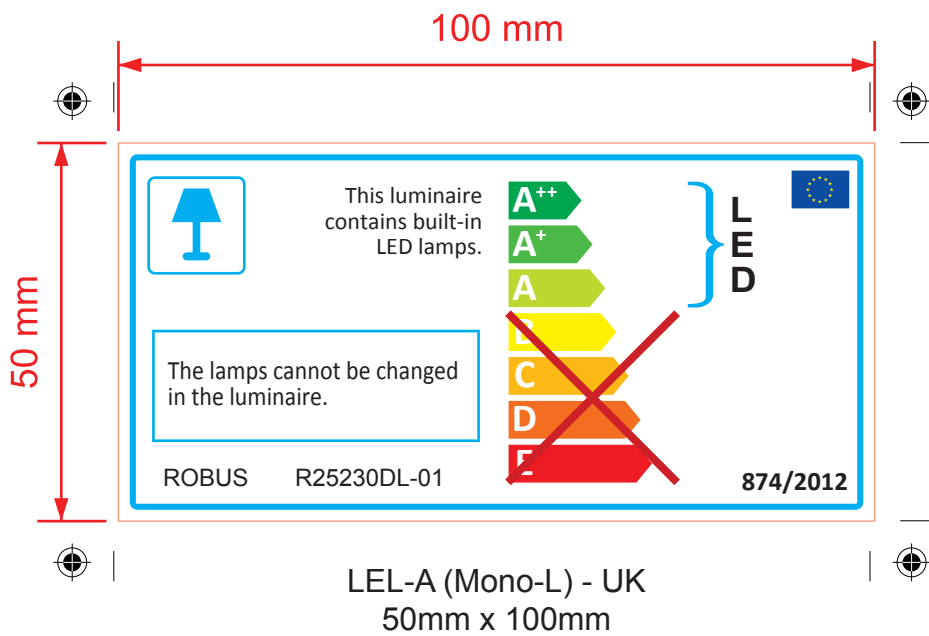 100 mm
50 mm
This luminaire
contains built-in
LED lamps.
A++
A+
A
B
C
D
E
L
E
D
The lamps cannot be changed
in the luminaire.
ROBUS R25230DL-01
874/2012
LEL-A (Mono-L) - UK
50mm x 100mm